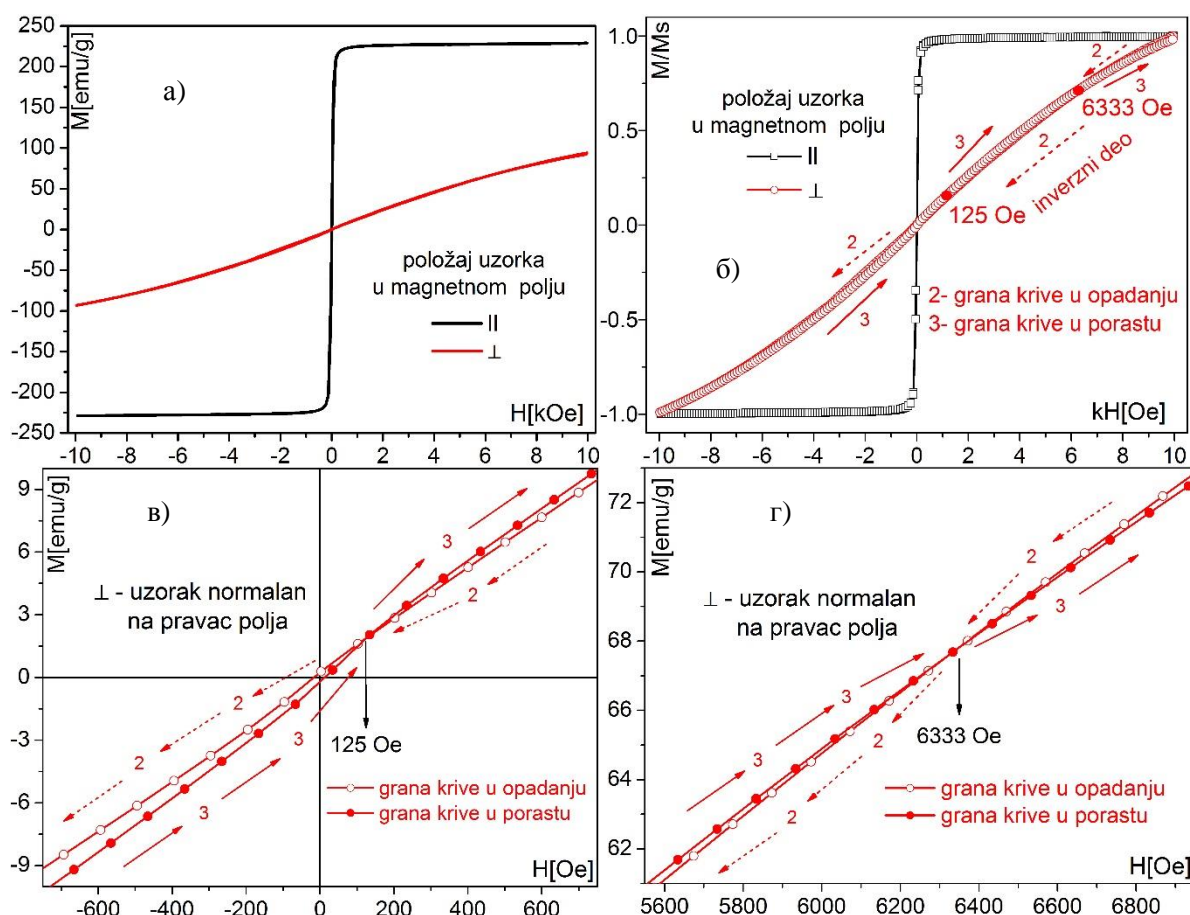 250
200
150
100
50
0
-50
-100
-150
-200
-250
M[emu/g]
а)
položaj uzorka
u magnetnom polju
||
⊥
H[kOe]
-10 -8 -6 -4 -2 0 2 4 6 8 10
1.0
0.5
0.0
-0.5
-1.0
M/Ms
2
3
6333 Oe
položaj uzorka
u magnetnom polju
||
⊥
3
2
inverzni deo
125 Oe
2
3
б)
2- grana krive u opadanju
3- grana krive u porastu
kH[Oe]
-10 -8 -6 -4 -2 0 2 4 6 8 10
9
6
3
0
-3
-6
-9
M[emu/g]
в)
3
2
⊥ - uzorak normalan
na pravac polja
2
3
125 Oe
3
grana krive u opadanju
grana krive u porastu
H[Oe]
-600 -400 -200 0 200 400 600
72
70
68
66
64
62
M[emu/g]
г)
2
3
⊥ - uzorak normalan
na pravac polja
3
2
6333 Oe
3
grana krive u opadanju
grana krive u porastu
2
H[Oe]
5600 5800 6000 6200 6400 6600 6800